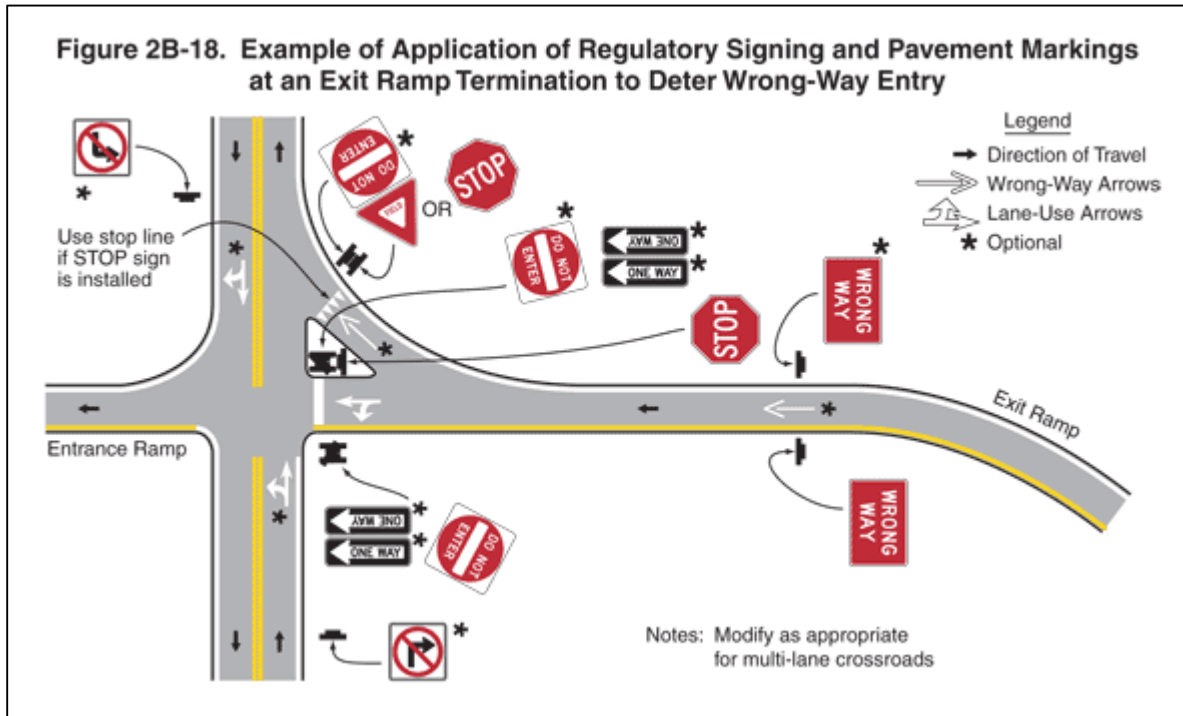 Figure 2B-18. Example of Application of Regulatory Signing and Pavement Markings
at an Exit Ramp Termination to Deter Wrong-Way Entry
Legend
Direction of Travel
Wrong-Way Arrows
Lane-Use Arrows
* Optional
*
DO NOT
ENTER
*
YIELD
OR
STOP
Use stop line
if STOP sign
is installed
*
DO NOT
ENTER
*
ONE WAY
*
ONE WAY
*
STOP
WRONG
WAY
*
*
*
*
Exit Ramp
Entrance Ramp
*
ONE WAY
*
ONE WAY
*
DO NOT
ENTER
WRONG
WAY
*
Notes: Modify as appropriate
for multi-lane crossroads